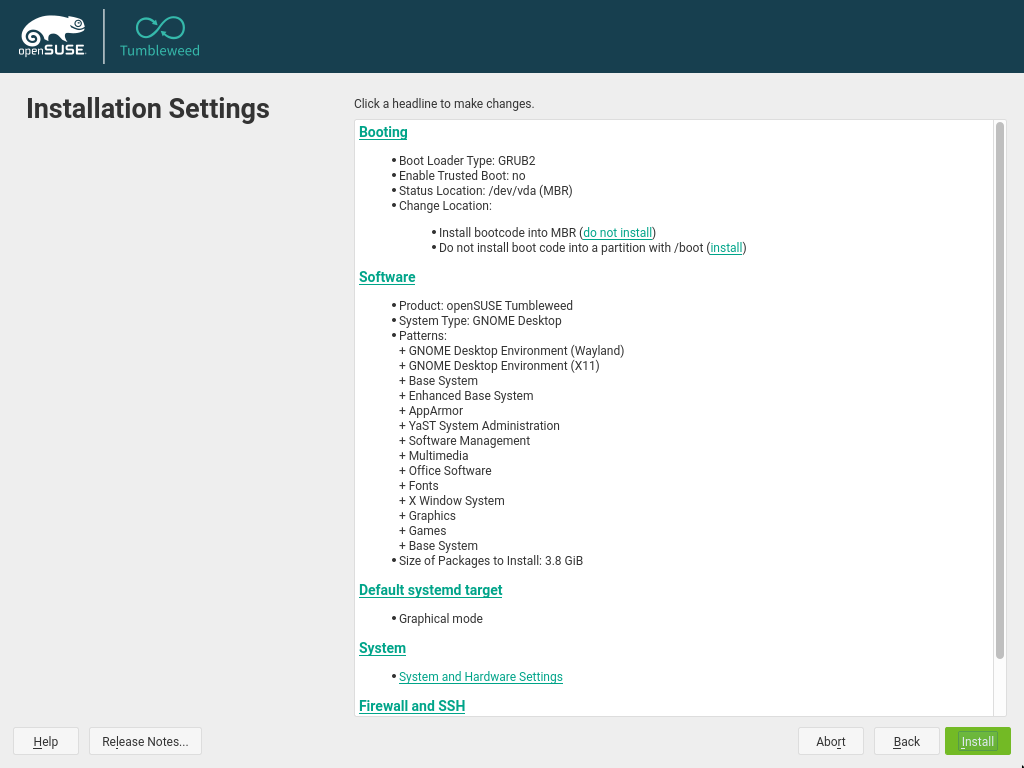 openSUSE.
Tumbleweed
Installation Settings
Click a headline to make changes.
Booting
• Boot Loader Type: GRUB2
• Enable Trusted Boot: no
• Status Location: /dev/vda (MBR)
• Change Location:
• Install bootcode into MBR (do not install)
• Do not install boot code into a partition with /boot (install)
Software
• Product: openSUSE Tumbleweed
• System Type: GNOME Desktop
• Patterns:
+ GNOME Desktop Environment (Wayland)
+ GNOME Desktop Environment (X11)
+ Base System
+ Enhanced Base System
+ AppArmor
+ YaST System Administration
+ Software Management
+ Multimedia
+ Office Software
+ Fonts
+ X Window System
+ Graphics
+ Games
+ Base System
• Size of Packages to Install: 3.8 GiB
Default systemd target
• Graphical mode
System
• System and Hardware Settings
Firewall and SSH
Help Release Notes... Abort Back Install